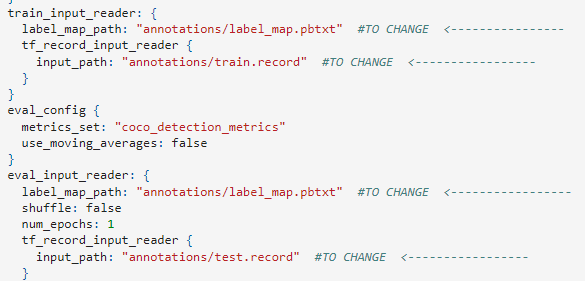 train_input_reader: {
  label_map_path: "annotations/label_map.pbtxt"  #TO CHANGE  <----------------
  tf_record_input_reader {
    input_path: "annotations/train.record"  #TO CHANGE  <-----------------
  }
}
eval_config {
  metrics_set: "coco_detection_metrics"
  use_moving_averages: false
}
eval_input_reader: {
  label_map_path: "annotations/label_map.pbtxt"  #TO CHANGE  <-----------------
  shuffle: false
  num_epochs: 1
  tf_record_input_reader {
    input_path: "annotations/test.record"  #TO CHANGE  <-----------------
  }